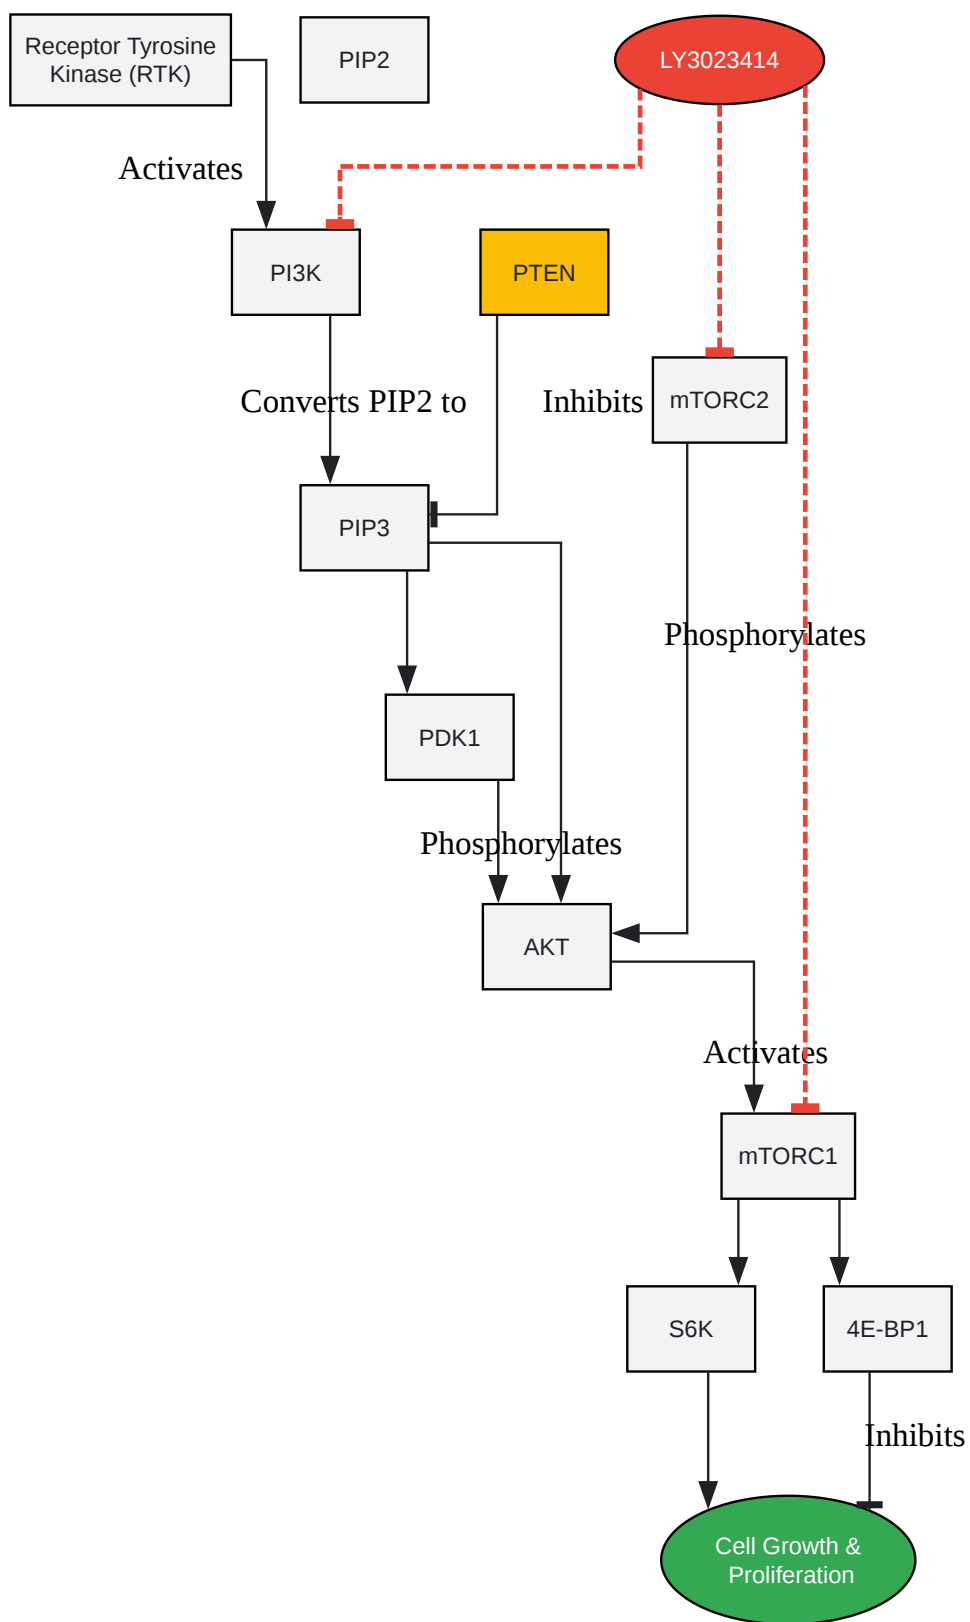 Receptor Tyrosine
Kinase (RTK)
PIP2
LY3023414
Activates
PI3K
PTEN
Converts PIP2 to
Inhibits
mTORC2
PIP3
Phosphorylates
PDK1
Phosphorylates
AKT
Activates
mTORC1
S6K
4E-BP1
Inhibits
Cell Growth &
Proliferation